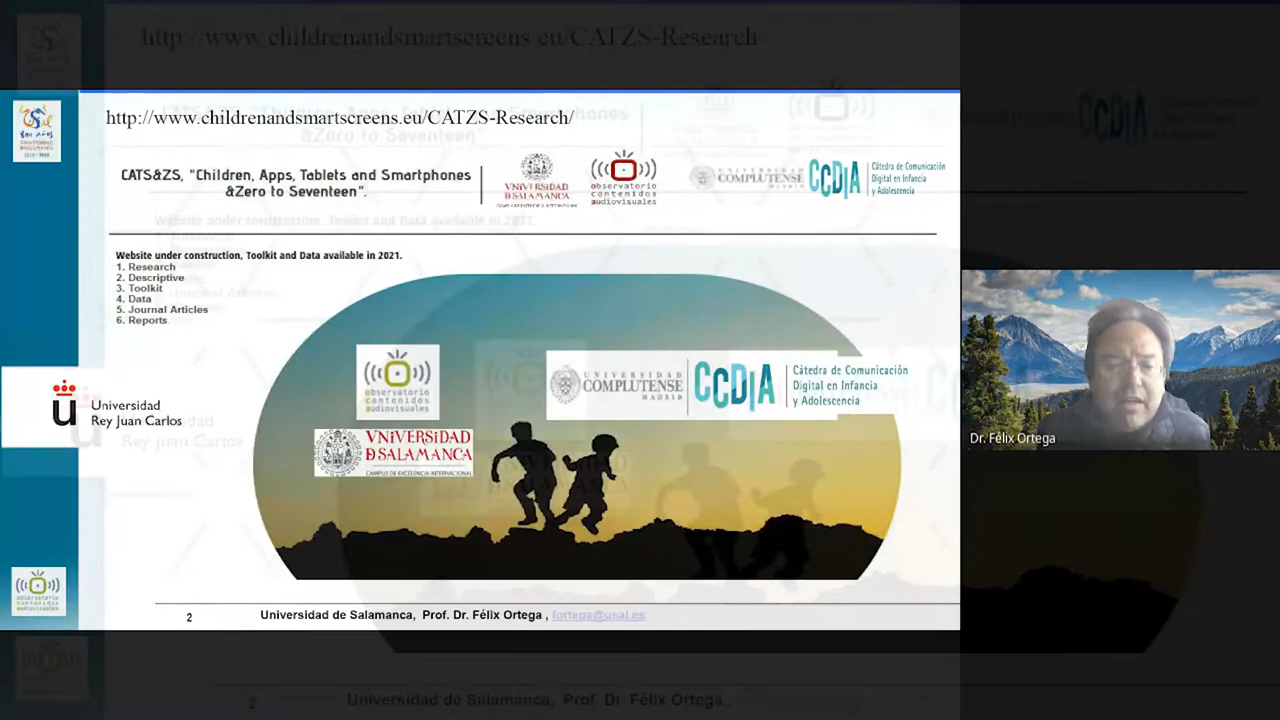 http://www.childrenandsmartscreens.eu/CATZS-Research/
CATS&ZS, "Children, Apps, Tablets and Smartphones
&Zero to Seventeen".
VNiVERSiDAD
D SALAMANCA
observatorio
contenidos
audiovisuales
UNIVERSIDAD
COMPLUTENSE
MADRID
CCDIA
Cátedra de Comunicación
Digital en Infancia
y Adolescencia
Website under construction, Toolkit and Data available in 2021.
1. Research
2. Descriptive
3. Toolkit
4. Data
5. Journal Articles
6. Reports
observatorio
contenidos
audiovisuales
UNIVERSIDAD
COMPLUTENSE
MADRID
CCDIA
Cátedra de Comunicación
Digital en Infancia
y Adolescencia
VNiVERSiDAD
D SALAMANCA
CAMPUS DE EXCELENCIA INTERNACIONAL
u
Universidad
Rey Juan Carlos
Dr. Félix Ortega
2
Universidad de Salamanca, Prof. Dr. Félix Ortega , fortega@usal.es